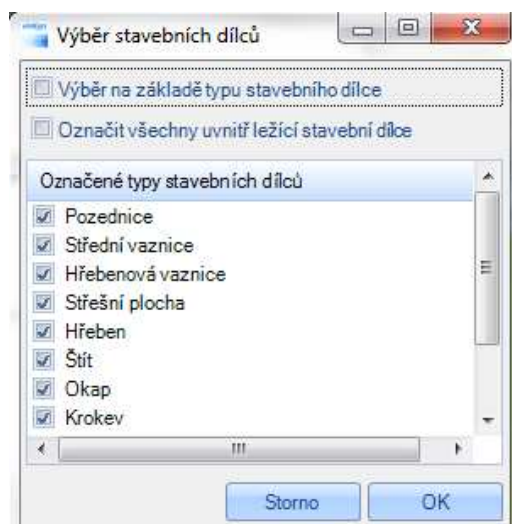 Výběr stavebních dílců
Výběr na základě typu stavebního dílce
Označit všechny uvnitř ležící stavební dílce
Označené typy stavebních dílců
Pozednice
Střední vaznice
Hřebenová vaznice
Střešní plocha
Hřeben
Štít
Okap
Krokev
Storno
OK